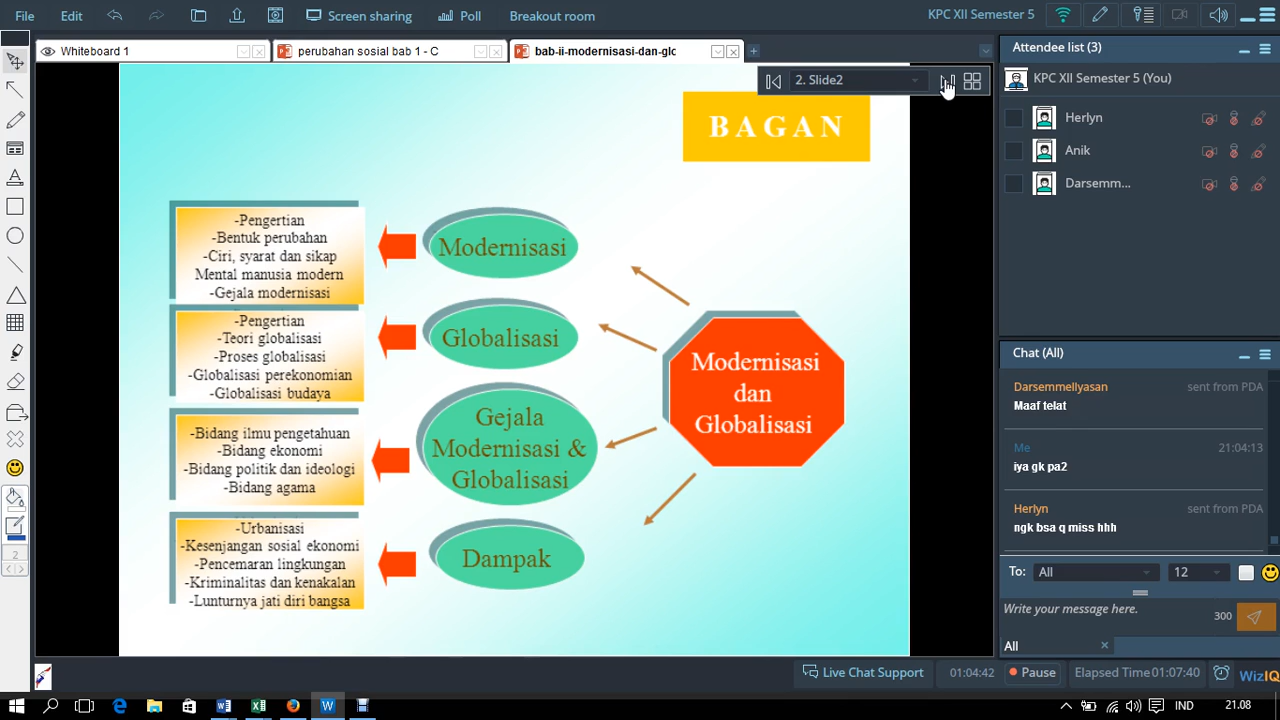 File Edit Screen sharing Poll Breakout room KPC XII Semester 5
Whiteboard 1 perubahan sosial bab 1 - C bab-ii-modernisasi-dan-glc
2. Slide2
B A G A N
-Pengertian
-Bentuk perubahan
-Ciri, syarat dan sikap
Mental manusia modern
-Gejala modernisasi
Modernisasi
-Pengertian
-Teori globalisasi
-Proses globalisasi
-Globalisasi perekonomian
-Globalisasi budaya
Globalisasi
-Bidang ilmu pengetahuan
-Bidang ekonomi
-Bidang politik dan ideologi
-Bidang agama
Gejala
Modernisasi &
Globalisasi
-Urbanisasi
-Kesenjangan sosial ekonomi
-Pencemaran lingkungan
-Kriminalitas dan kenakalan
-Lunturnya jati diri bangsa
Dampak
Modernisasi
dan
Globalisasi
Attendee list (3)
KPC XII Semester 5 (You)
Herlyn
Anik
Darsemm...
Chat (All)
Darsemmellyasan sent from PDA
Maaf telat
Me 21:04:13
iya gk pa2
Herlyn sent from PDA
ngk bsa q miss hhh
To: All 12
Write your message here. 300
All
2
Live Chat Support 01:04:42 Pause Elapsed Time 01:07:40 WizIQ
IND 21.08